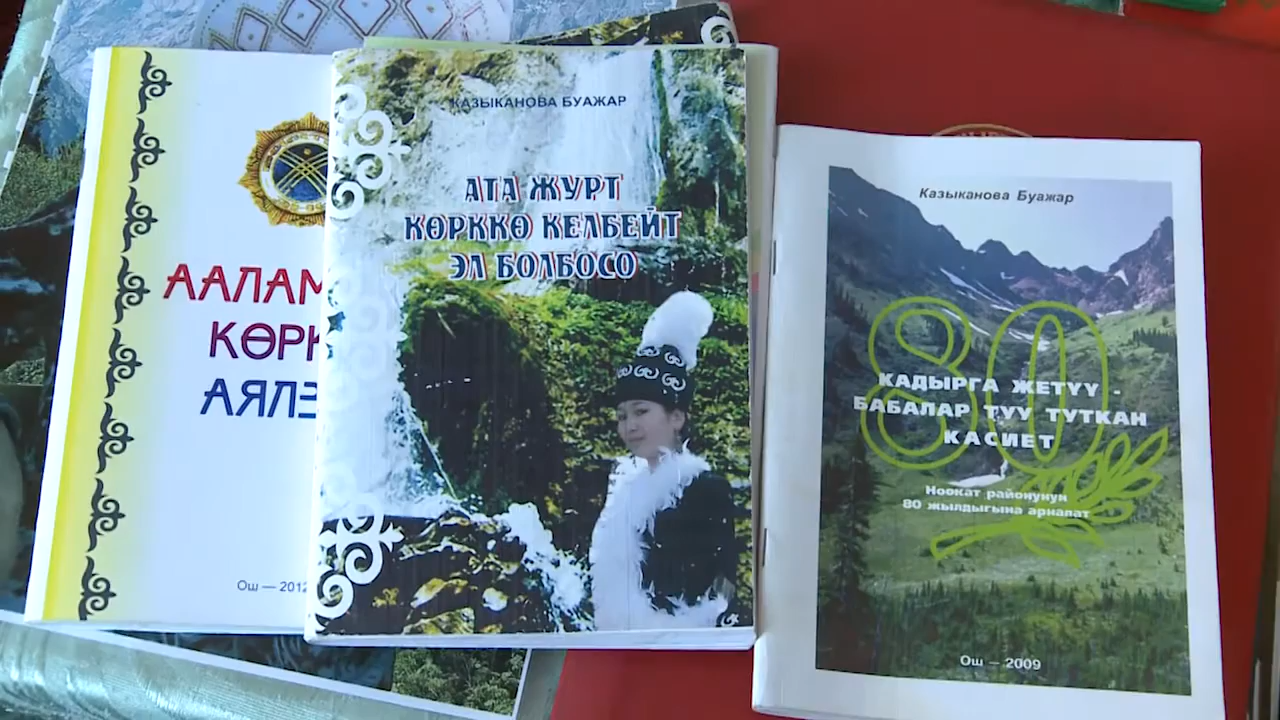 ААЛАМ
КӨРК
АЯЛЗ
Ош — 2012
КАЗЫКАНОВА БУАЖАР
АТА ЖУРТ
КӨРККӨ КЕЛБЕЙТ
ЭЛ БОЛБОСО
Казыканова Буажар
80
КАДЫРГА ЖЕТҮҮ -
БАБАЛАР ТУУ ТУТКАН
КАСИЕТ
Ноокат районунун
80 жылдыгына арналат
Ош — 2009